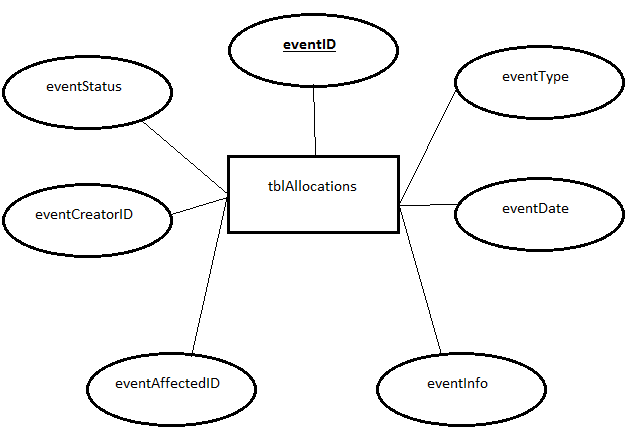 eventID
eventStatus
eventType
tblAllocations
eventCreatorID
eventDate
eventAffectedID
eventInfo